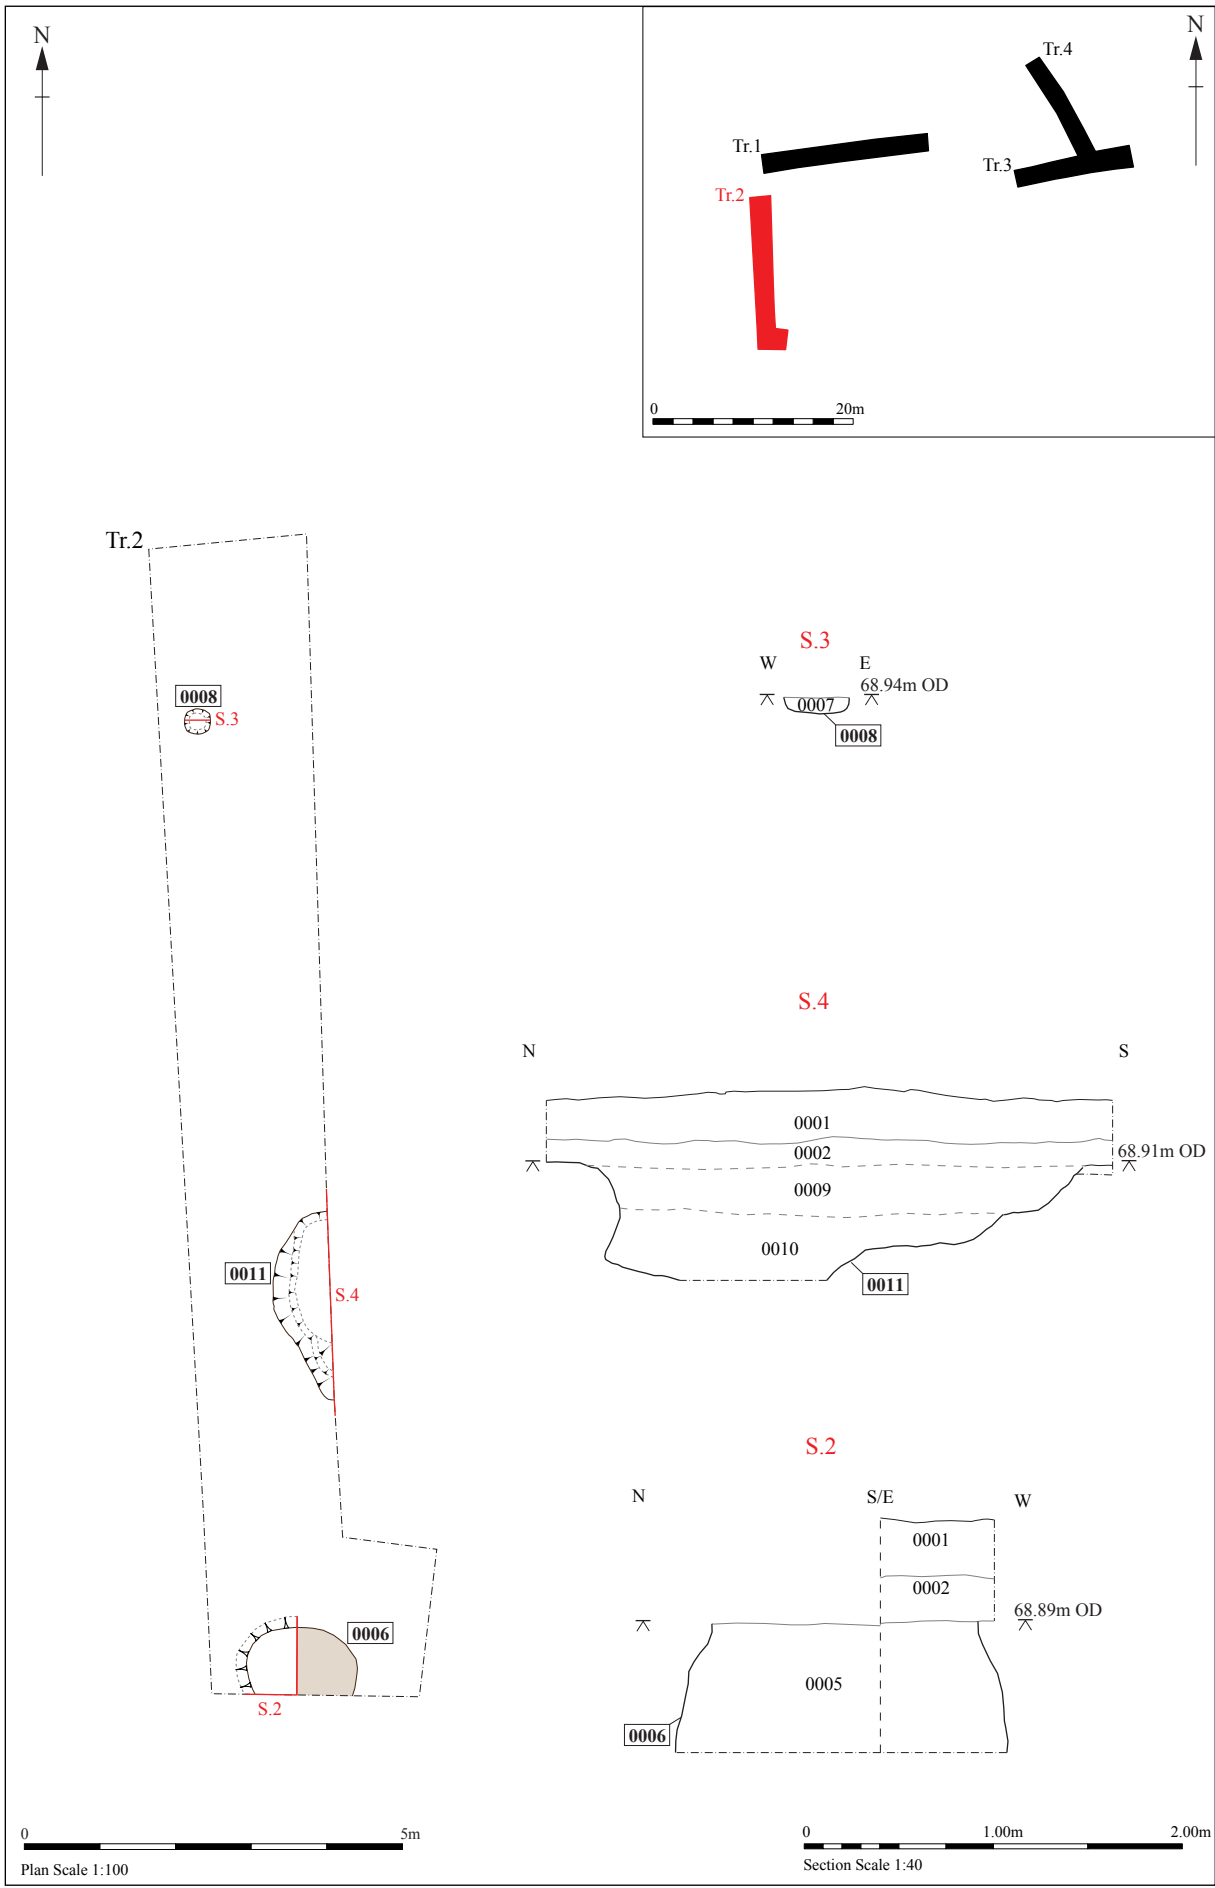 N
N
Tr.4
Tr.1
Tr.3
Tr.2
0 20m
Tr.2
0008
S.3
S.3
W E
68.94m OD
0007
0008
S.4
N S
0001
0002
68.91m OD
0009
0010
0011
0011
S.4
S.2
N S/E W
0001
0002
68.89m OD
0005
0006
0006
S.2
0 5m
Plan Scale 1:100
0 1.00m 2.00m
Section Scale 1:40